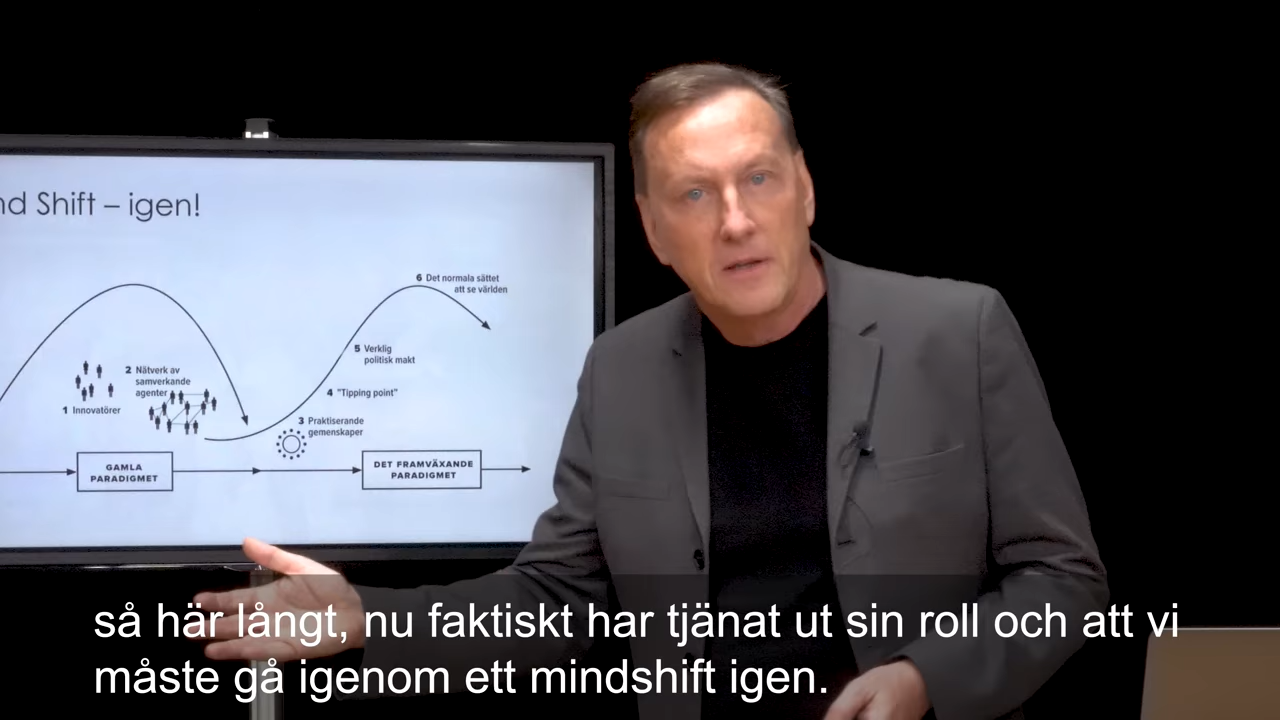 nd Shift – igen!
6 Det normala sättet
att se världen
5 Verklig
politisk makt
2 Nätverk av
samverkande
agenter
4 "Tipping point"
1 Innovatörer
3 Praktiserande
gemenskaper
GAMLA
PARADIGMET
DET FRAMVÄXANDE
PARADIGMET
så här långt, nu faktiskt har tjänat ut sin roll och att vi
måste gå igenom ett mindshift igen.